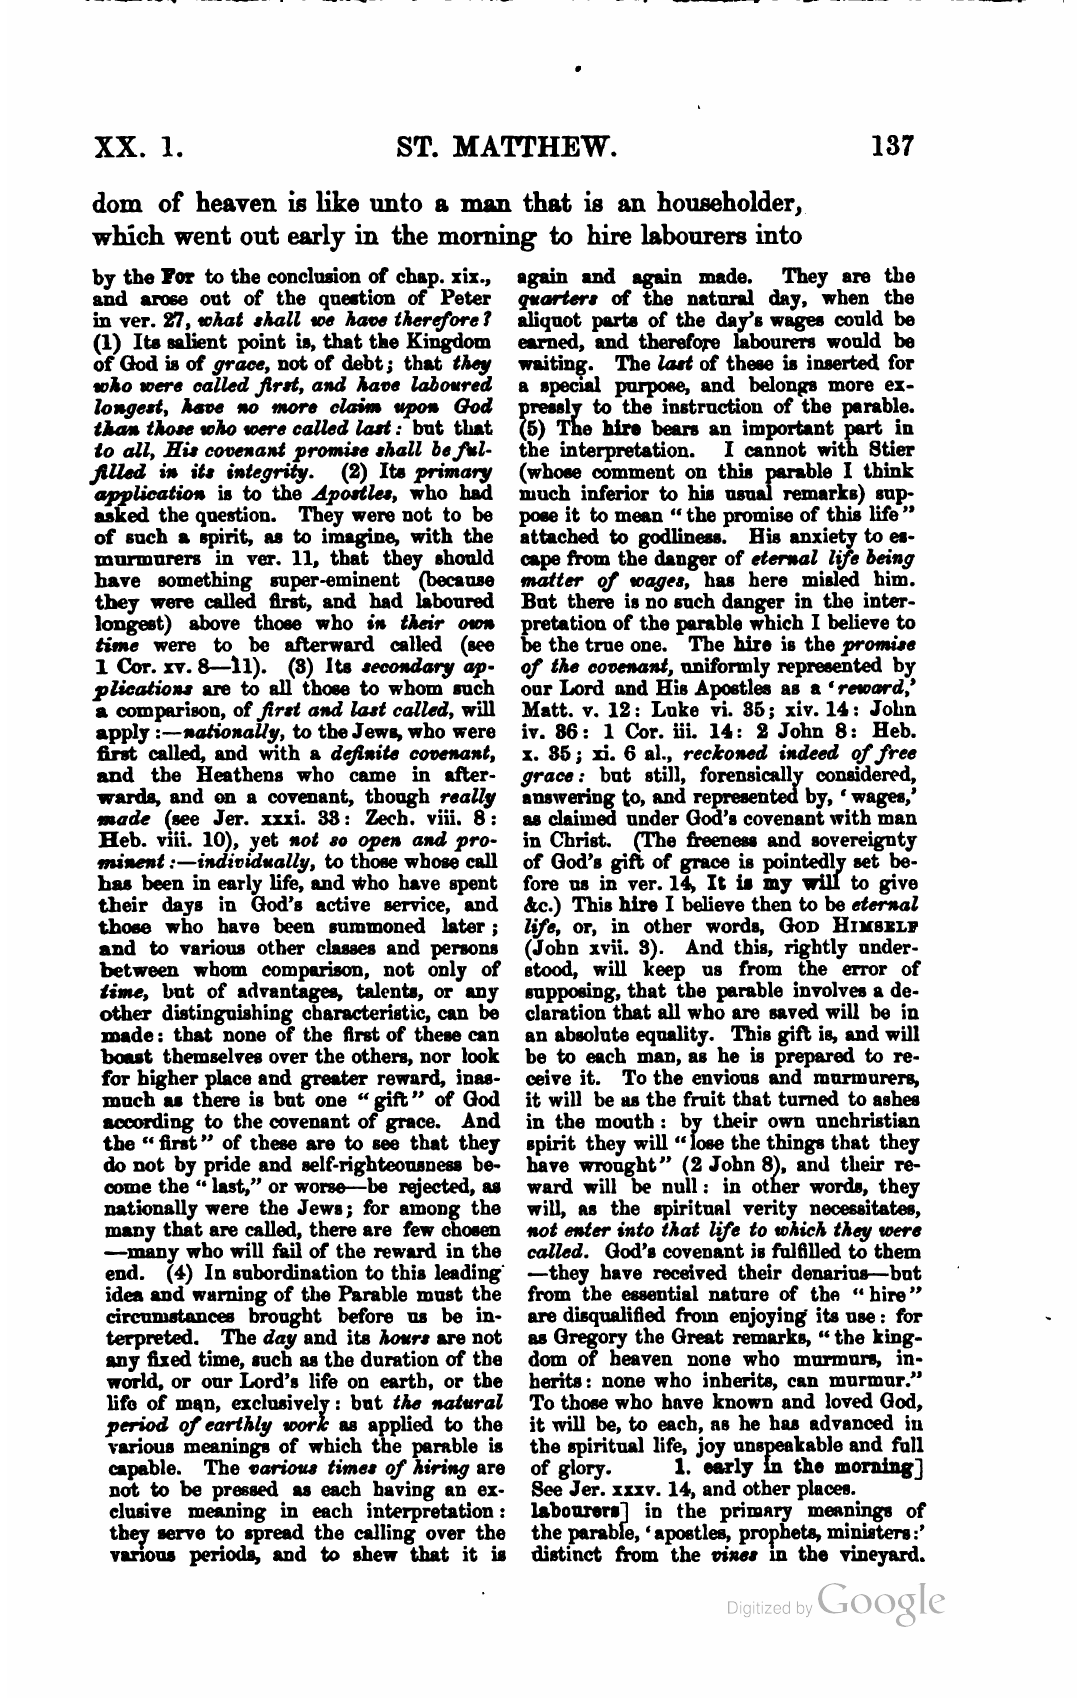 XX. 1. ST. MATTHEW. 137
dom of heaven is like unto a man that is an householder,
which went out early in the morning to hire labourers into
by the For to the conclusion of chap. xix.,
and arose out of the question of Peter
in ver. 27, what shall we have therefore?
(1) Its salient point is, that the Kingdom
of God is of grace, not of debt; that they
who were called first, and have laboured
longest, have no more claim upon God
than those who were called last: but that
to all, His covenant promise shall be ful-
filled in its integrity. (2) Its primary
application is to the Apostles, who had
asked the question. They were not to be
of such a spirit, as to imagine, with the
murmurers in ver. 11, that they should
have something super-eminent (because
they were called first, and had laboured
longest) above those who in their own
time were to be afterward called (see
1 Cor. xv. 8—11). (3) Its secondary ap-
plications are to all those to whom such
a comparison, of first and last called, will
apply:—nationally, to the Jews, who were
first called, and with a definite covenant,
and the Heathens who came in after-
wards, and on a covenant, though really
made (see Jer. xxxi. 33: Zech. viii. 8:
Heb. viii. 10), yet not so open and pro-
minent:—individually, to those whose call
has been in early life, and who have spent
their days in God's active service, and
those who have been summoned later;
and to various other classes and persons
between whom comparison, not only of
time, but of advantages, talents, or any
other distinguishing characteristic, can be
made: that none of the first of these can
boast themselves over the others, nor look
for higher place and greater reward, inas-
much as there is but one "gift" of God
according to the covenant of grace. And
the "first" of these are to see that they
do not by pride and self-righteousness be-
come the "last," or worse—be rejected, as
nationally were the Jews; for among the
many that are called, there are few chosen
—many who will fail of the reward in the
end. (4) In subordination to this leading
idea and warning of the Parable must the
circumstances brought before us be in-
terpreted. The day and its hours are not
any fixed time, such as the duration of the
world, or our Lord's life on earth, or the
life of man, exclusively: but the natural
period of earthly work as applied to the
various meanings of which the parable is
capable. The various times of hiring are
not to be pressed as each having an ex-
clusive meaning in each interpretation:
they serve to spread the calling over the
various periods, and to shew that it is
again and again made. They are the
quarters of the natural day, when the
aliquot parts of the day's wages could be
earned, and therefore labourers would be
waiting. The last of these is inserted for
a special purpose, and belongs more ex-
pressly to the instruction of the parable.
(5) The hire bears an important part in
the interpretation. I cannot with Stier
(whose comment on this parable I think
much inferior to his usual remarks) sup-
pose it to mean "the promise of this life"
attached to godliness. His anxiety to es-
cape from the danger of eternal life being
matter of wages, has here misled him.
But there is no such danger in the inter-
pretation of the parable which I believe to
be the true one. The hire is the promise
of the covenant, uniformly represented by
our Lord and His Apostles as a 'reward,'
Matt. v. 12: Luke vi. 35; xiv. 14: John
iv. 36: 1 Cor. iii. 14: 2 John 8: Heb.
x. 35; xi. 6 al., reckoned indeed of free
grace: but still, forensically considered,
answering to, and represented by, 'wages,'
as claimed under God's covenant with man
in Christ. (The freeness and sovereignty
of God's gift of grace is pointedly set be-
fore us in ver. 14, It is my will to give
&c.) This hire I believe then to be eternal
life, or, in other words, GOD HIMSELF
(John xvii. 3). And this, rightly under-
stood, will keep us from the error of
supposing, that the parable involves a de-
claration that all who are saved will be in
an absolute equality. This gift is, and will
be to each man, as he is prepared to re-
ceive it. To the envious and murmurers,
it will be as the fruit that turned to ashes
in the mouth: by their own unchristian
spirit they will "lose the things that they
have wrought" (2 John 8), and their re-
ward will be null: in other words, they
will, as the spiritual verity necessitates,
not enter into that life to which they were
called. God's covenant is fulfilled to them
—they have received their denarius—but
from the essential nature of the "hire"
are disqualified from enjoying its use: for
as Gregory the Great remarks, "the king-
dom of heaven none who murmurs, in-
herits: none who inherits, can murmur."
To those who have known and loved God,
it will be, to each, as he has advanced in
the spiritual life, joy unspeakable and full
of glory. 1. early in the morning]
See Jer. xxxv. 14, and other places.
labourers] in the primary meanings of
the parable, 'apostles, prophets, ministers:'
distinct from the vines in the vineyard.
Digitized by Google